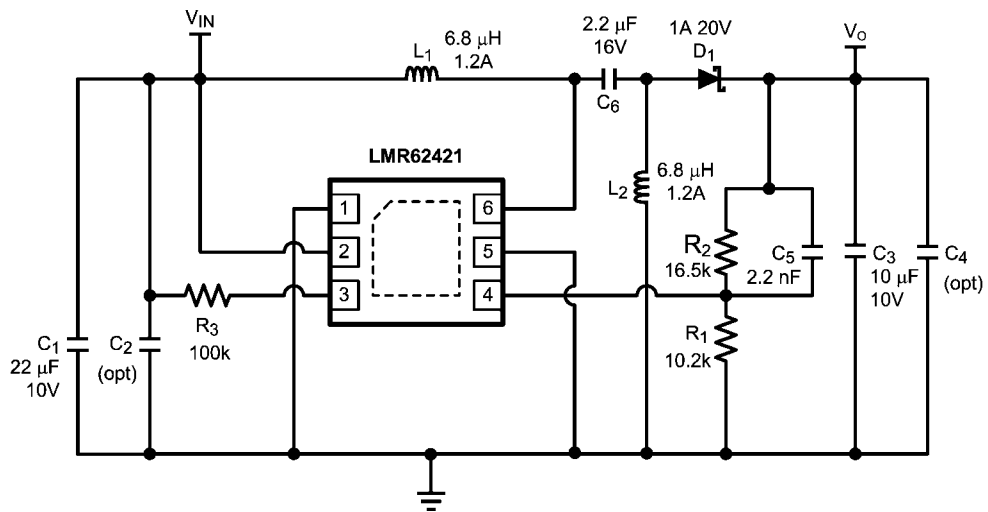 V_IN
L1
6.8 μH
1.2A
2.2 μF
16V
C6
1A 20V
D1
V_O
LMR62421
1
2
3
6
5
4
L2
6.8 μH
1.2A
R2
16.5k
C5
2.2 nF
C3
10 μF
10V
C4
(opt)
R3
100k
R1
10.2k
C1
22 μF
10V
C2
(opt)